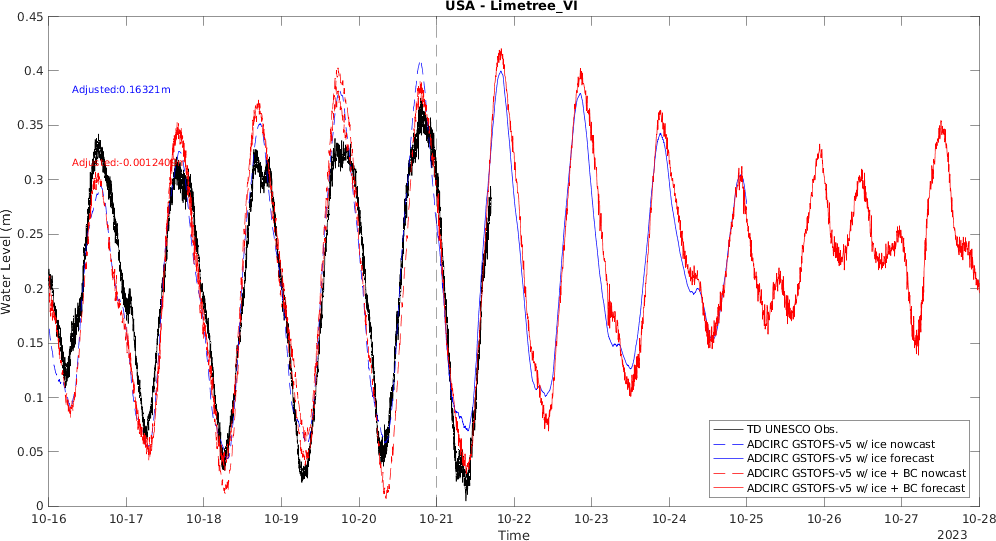 USA - Limetree_VI
0.45
0.4
0.35
0.3
0.25
0.2
0.15
0.1
0.05
0
Water Level (m)
Adjusted:0.16321m
Adjusted:-0.0012409m
TD UNESCO Obs.
ADCIRC GSTOFS-v5 w/ ice nowcast
ADCIRC GSTOFS-v5 w/ ice forecast
ADCIRC GSTOFS-v5 w/ ice + BC nowcast
ADCIRC GSTOFS-v5 w/ ice + BC forecast
10-16 10-17 10-18 10-19 10-20 10-21 10-22 10-23 10-24 10-25 10-26 10-27 10-28
Time
2023